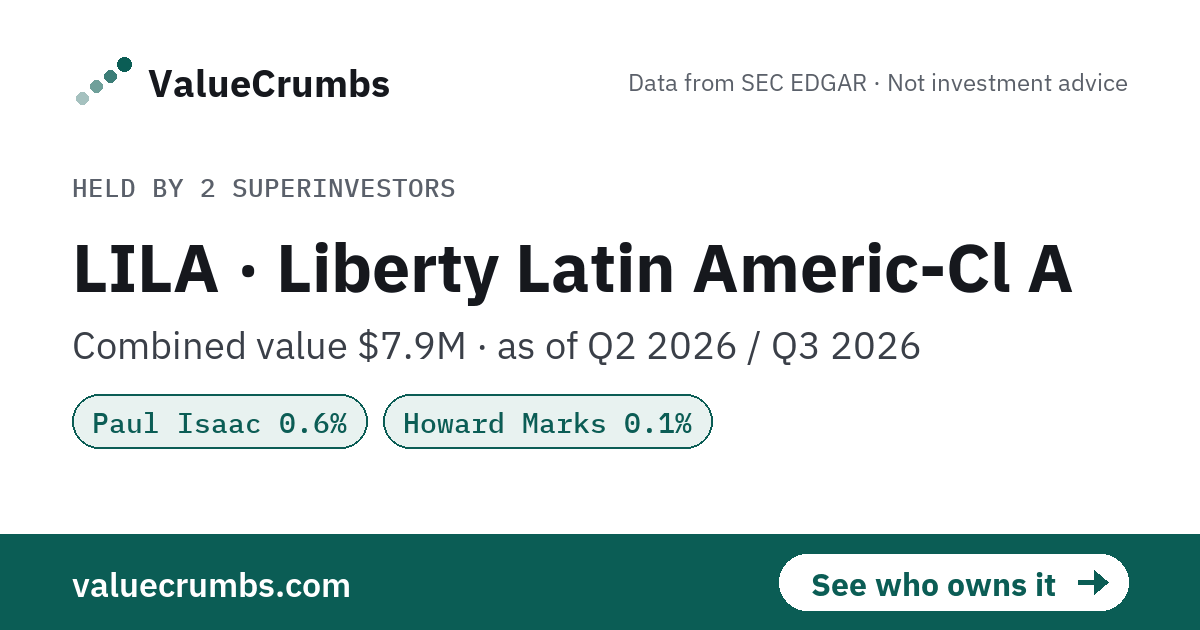 ValueCrumbs
Data from SEC EDGAR · Not investment advice
HELD BY 2 SUPERINVESTORS
LILA · Liberty Latin Americ-Cl A
Combined value $7.9M · as of Q2 2026 / Q3 2026
Paul Isaac 0.6%
Howard Marks 0.1%
valuecrumbs.com
See who owns it